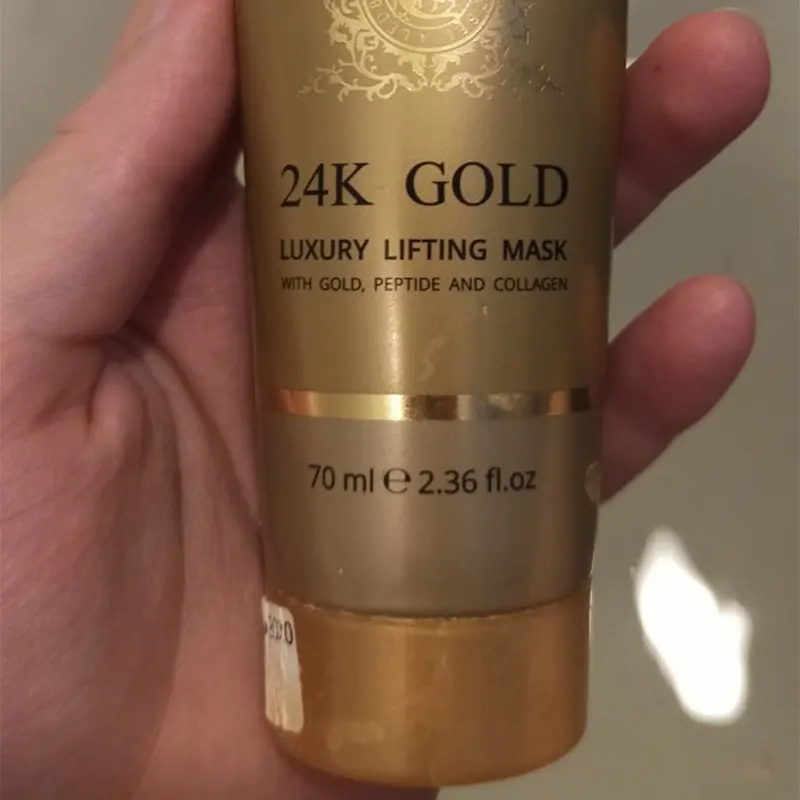 24K GOLD
LUXURY LIFTING MASK
WITH GOLD, PEPTIDE AND COLLAGEN
70 ml ℮ 2.36 fl.oz